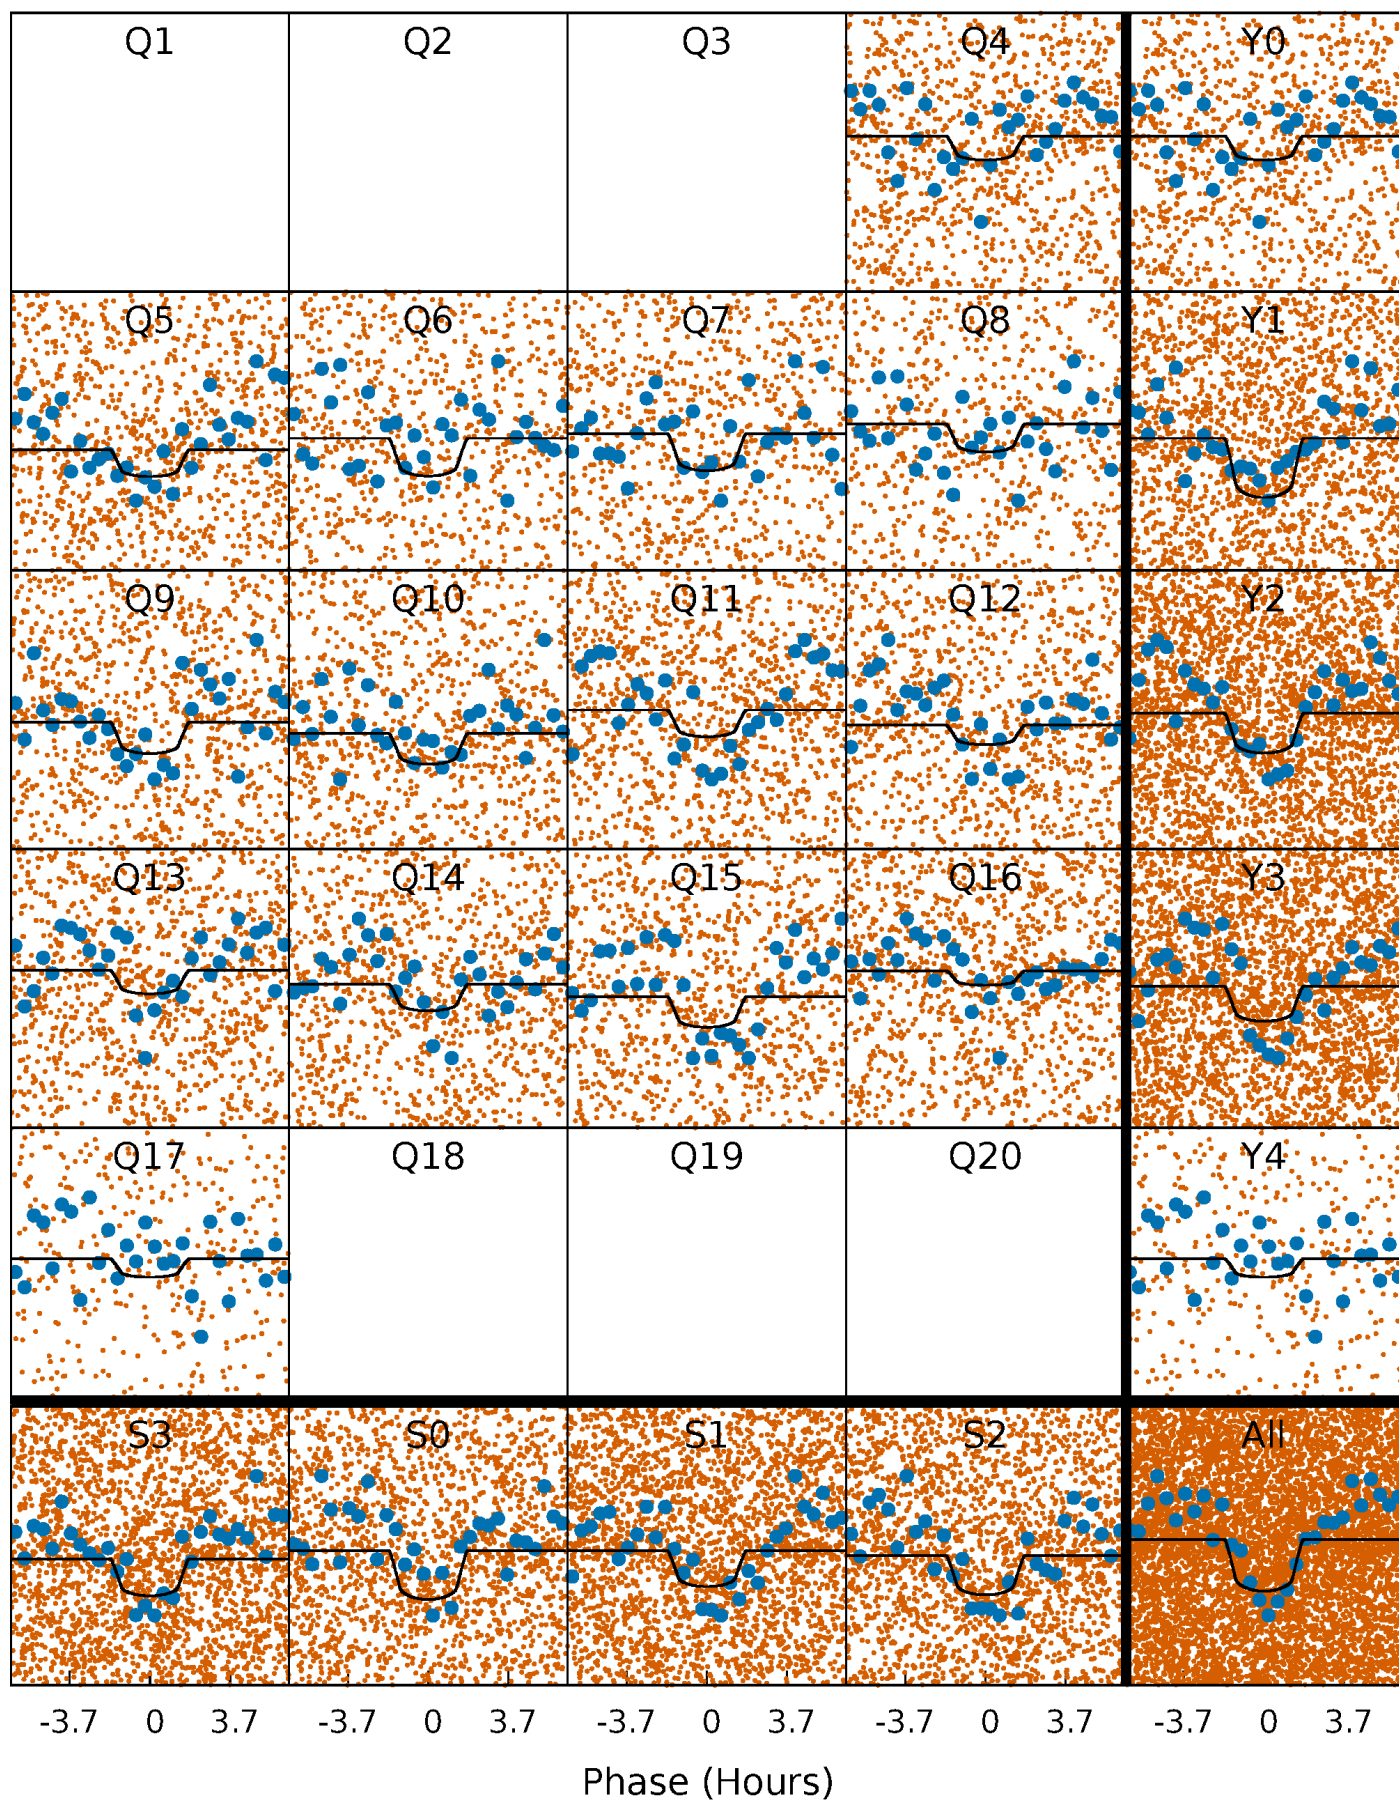 Q1 Q2 Q3 Q4 Y0
Q5 Q6 Q7 Q8 Y1
Q9 Q10 Q11 Q12 Y2
Q13 Q14 Q15 Q16 Y3
Q17 Q18 Q19 Q20 Y4
S3 S0 S1 S2 All
-3.7 0 3.7 -3.7 0 3.7 -3.7 0 3.7 -3.7 0 3.7 -3.7 0 3.7
Phase (Hours)